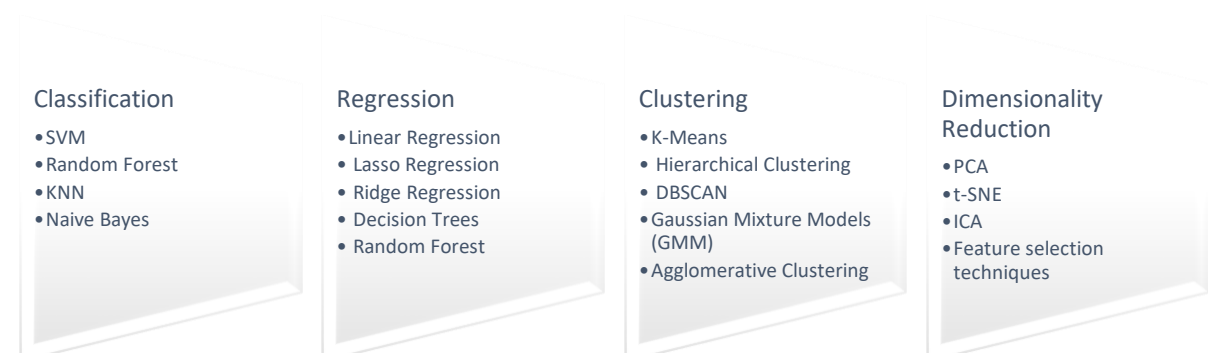 Classification
•SVM
•Random Forest
•KNN
•Naive Bayes
Regression
•Linear Regression
• Lasso Regression
• Ridge Regression
• Decision Trees
• Random Forest
Clustering
•K-Means
• Hierarchical Clustering
• DBSCAN
•Gaussian Mixture Models
(GMM)
•Agglomerative Clustering
Dimensionality
Reduction
•PCA
•t-SNE
•ICA
•Feature selection
techniques